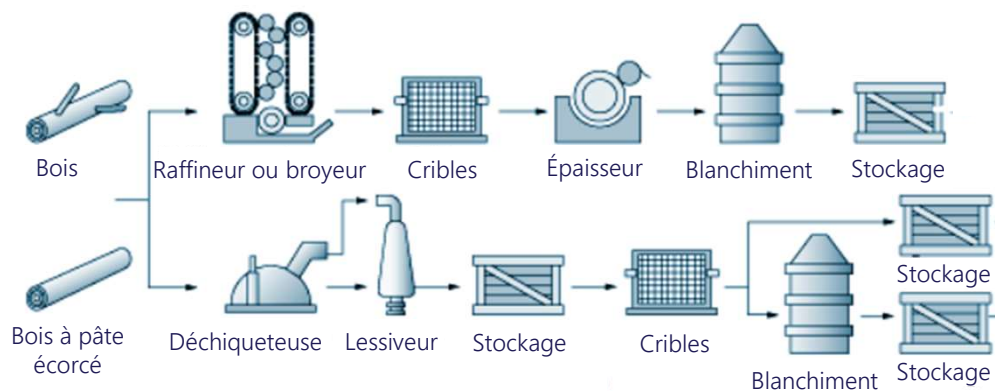 Bois
Raffineur ou broyeur
Cribles
Épaisseur
Blanchiment
Stockage
Stockage
Bois à pâte
écorcé
Déchiqueteuse
Lessiveur
Stockage
Cribles
Blanchiment
Stockage